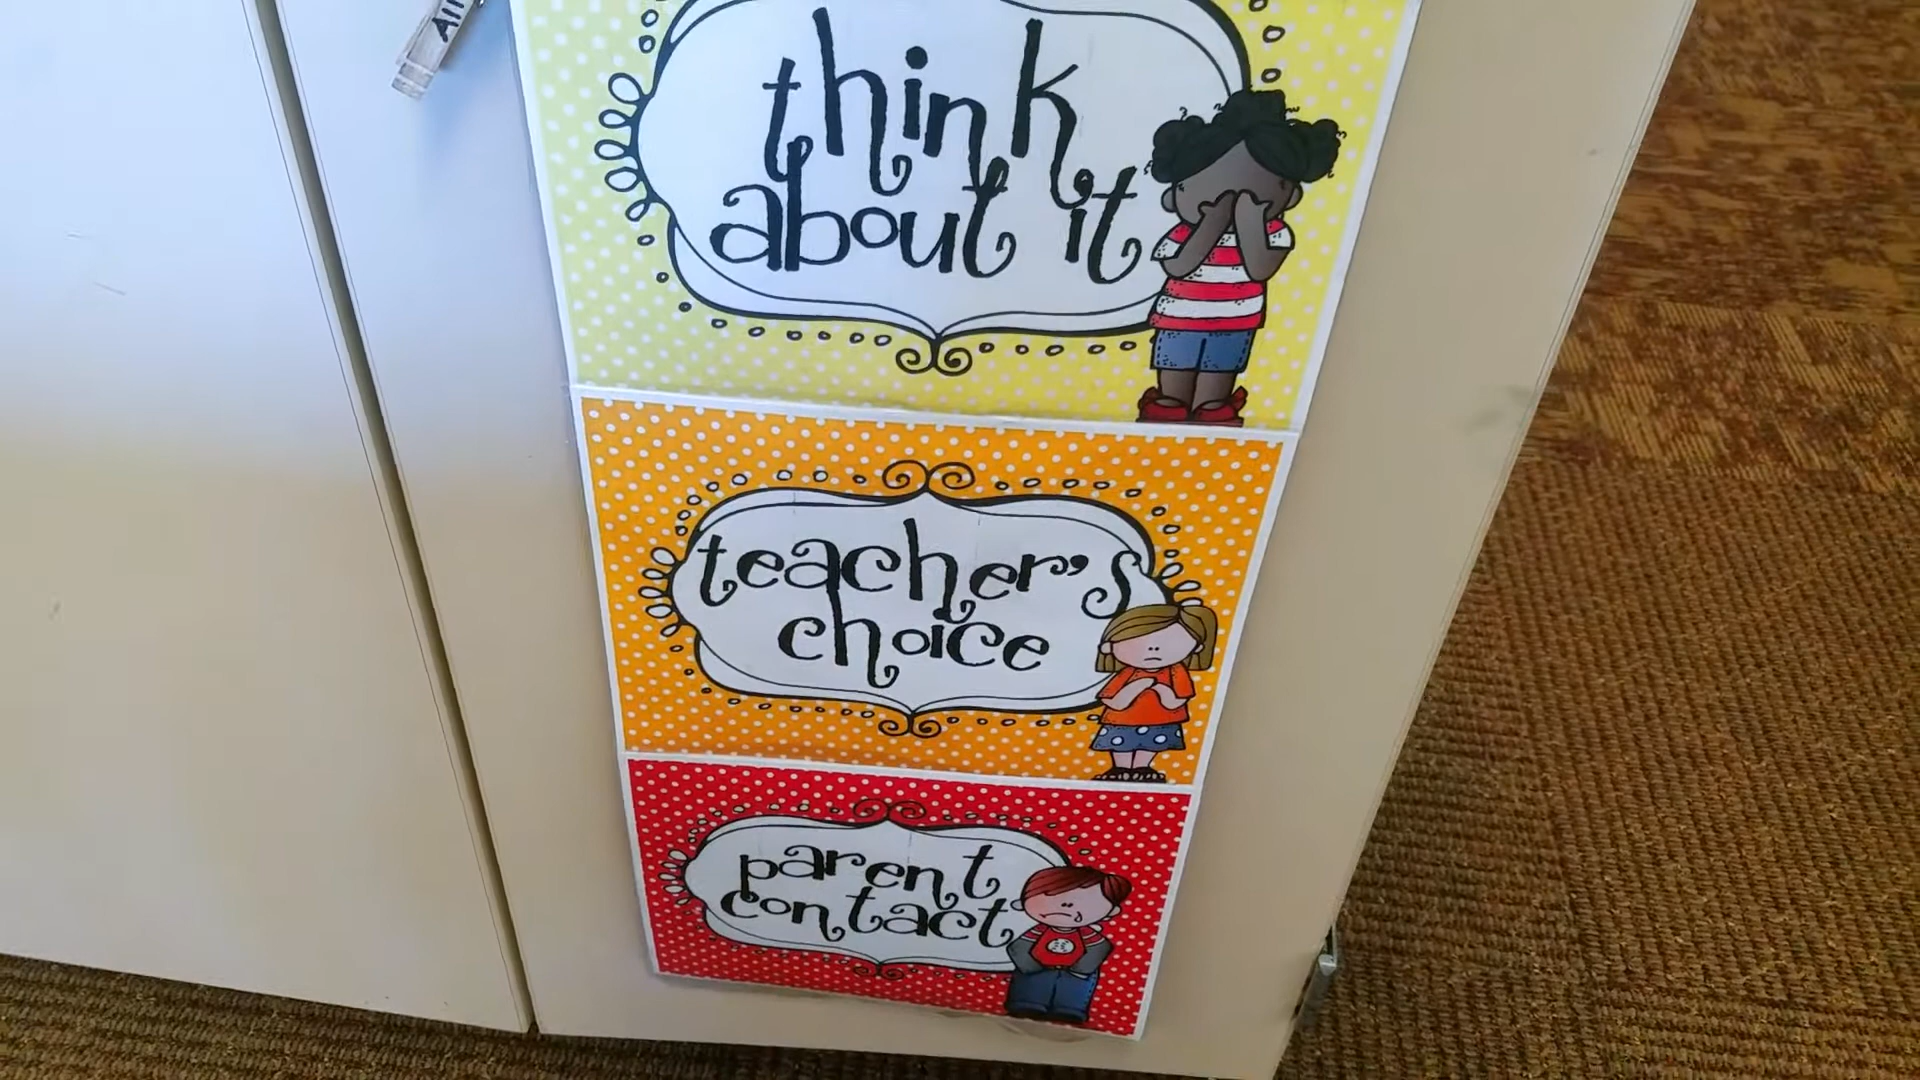 think
about it
teacher's
choice
parent
contact